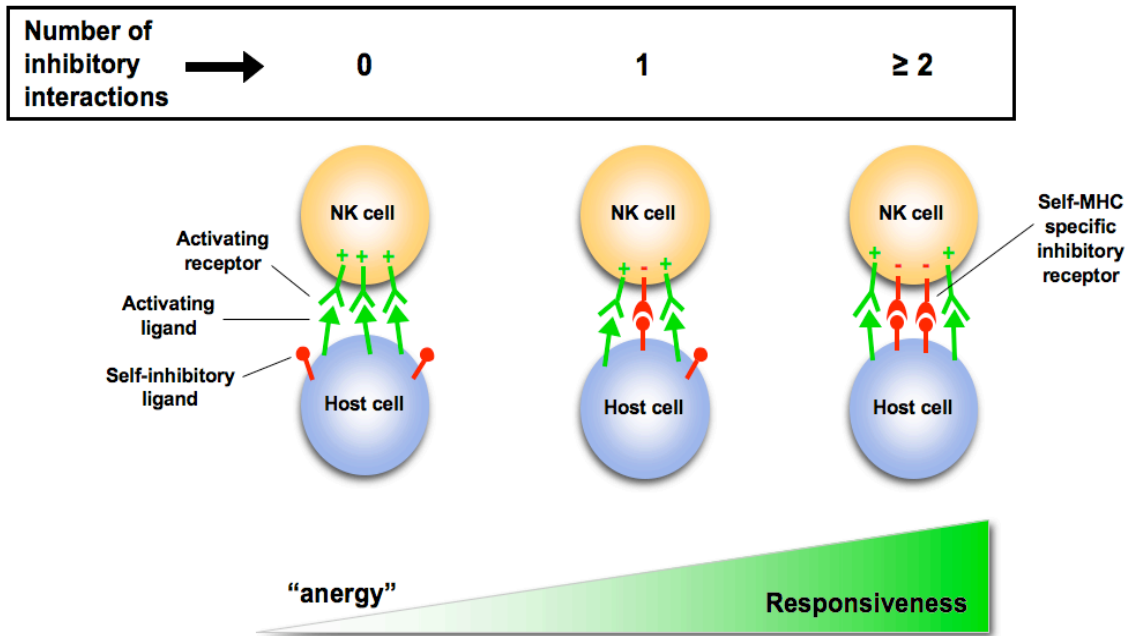 Number of
inhibitory
interactions
0
1
≥ 2
NK cell
NK cell
NK cell
Self-MHC
specific
inhibitory
receptor
Activating
receptor
+ + +
+ - +
+ - - +
Activating
ligand
Self-inhibitory
ligand
Host cell
Host cell
Host cell
“anergy”
Responsiveness